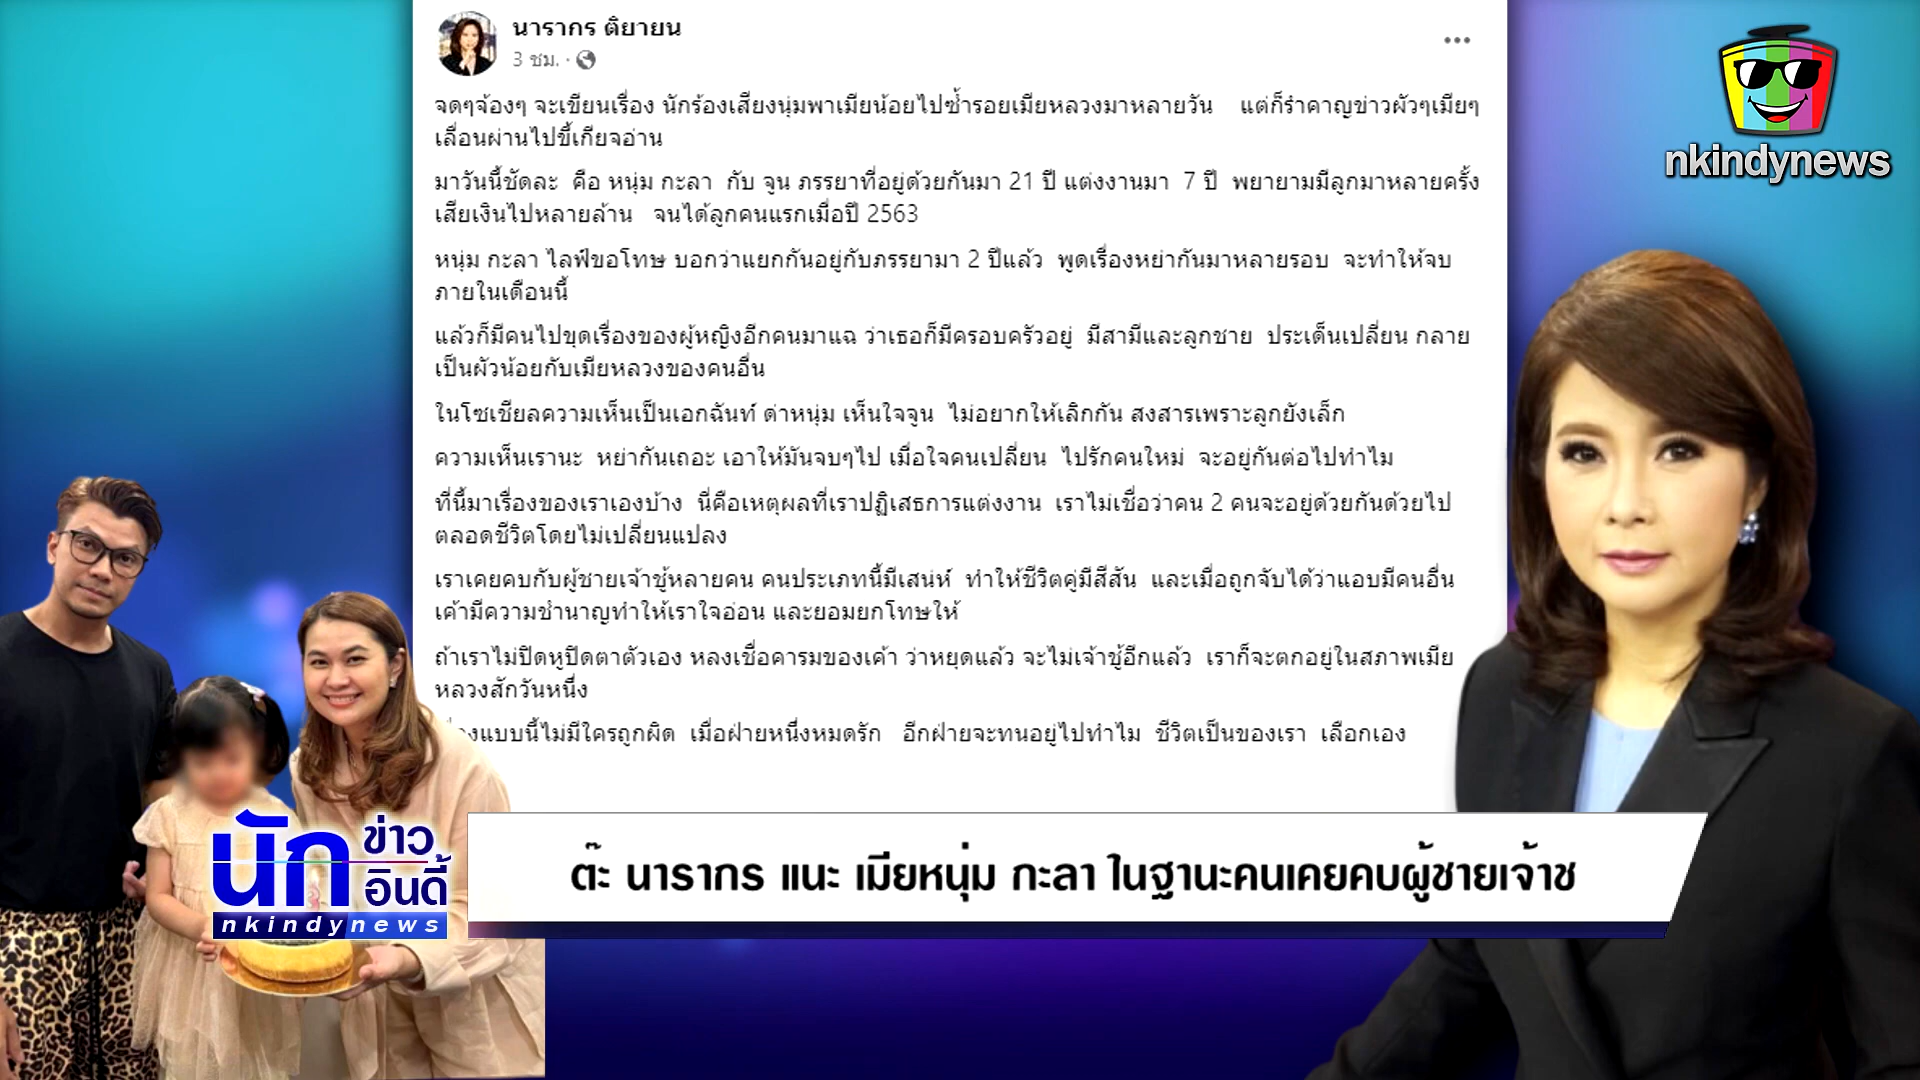 นารากร ติยายน
3 ชม. ·
จดๆจ้องๆ จะเขียนเรื่อง นักร้องเสียงนุ่มพาเมียน้อยไปซ้ำรอยเมียหลวงมาหลายวัน แต่ก็รำคาญข่าวผัวๆเมียๆ
เลื่อนผ่านไปขี้เกียจอ่าน
มาวันนี้ชัดละ คือ หนุ่ม กะลา กับ จูน ภรรยาที่อยู่ด้วยกันมา 21 ปี แต่งงานมา 7 ปี พยายามมีลูกมาหลายครั้ง
เสียเงินไปหลายล้าน จนได้ลูกคนแรกเมื่อปี 2563
หนุ่ม กะลา ไลฟ์ขอโทษ บอกว่าแยกกันอยู่กับภรรยามา 2 ปีแล้ว พูดเรื่องหย่ากันมาหลายรอบ จะทำให้จบ
ภายในเดือนนี้
แล้วก็มีคนไปขุดเรื่องของผู้หญิงอีกคนมาแฉ ว่าเธอก็มีครอบครัวอยู่ มีสามีและลูกชาย ประเด็นเปลี่ยน กลาย
เป็นผัวน้อยกับเมียหลวงของคนอื่น
ในโซเชียลความเห็นเป็นเอกฉันท์ ด่าหนุ่ม เห็นใจจูน ไม่อยากให้เลิกกัน สงสารเพราะลูกยังเล็ก
ความเห็นเรานะ หย่ากันเถอะ เอาให้มันจบๆไป เมื่อใจคนเปลี่ยน ไปรักคนใหม่ จะอยู่กันต่อไปทำไม
ที่นี้มาเรื่องของเราเองบ้าง นี่คือเหตุผลที่เราปฏิเสธการแต่งงาน เราไม่เชื่อว่าคน 2 คนจะอยู่ด้วยกันด้วยไป
ตลอดชีวิตโดยไม่เปลี่ยนแปลง
เราเคยคบกับผู้ชายเจ้าชู้หลายคน คนประเภทนี้มีเสน่ห์ ทำให้ชีวิตคู่มีสีสัน และเมื่อถูกจับได้ว่าแอบมีคนอื่น
เค้ามีความชำนาญทำให้เราใจอ่อน และยอมยกโทษให้
ถ้าเราไม่ปิดหูปิดตาตัวเอง หลงเชื่อคารมของเค้า ว่าหยุดแล้ว จะไม่เจ้าชู้อีกแล้ว เราก็จะตกอยู่ในสภาพเมีย
หลวงสักวันหนึ่ง
งแบบนี้ไม่มีใครถูกผิด เมื่อฝ่ายหนึ่งหมดรัก อีกฝ่ายจะทนอยู่ไปทำไม ชีวิตเป็นของเรา เลือกเอง
nkindynews
นักข่าวอินดี้
nkindynews
ต๊ะ นารากร แนะ เมียหนุ่ม กะลา ในฐานะคนเคยคบผู้ชายเจ้าช